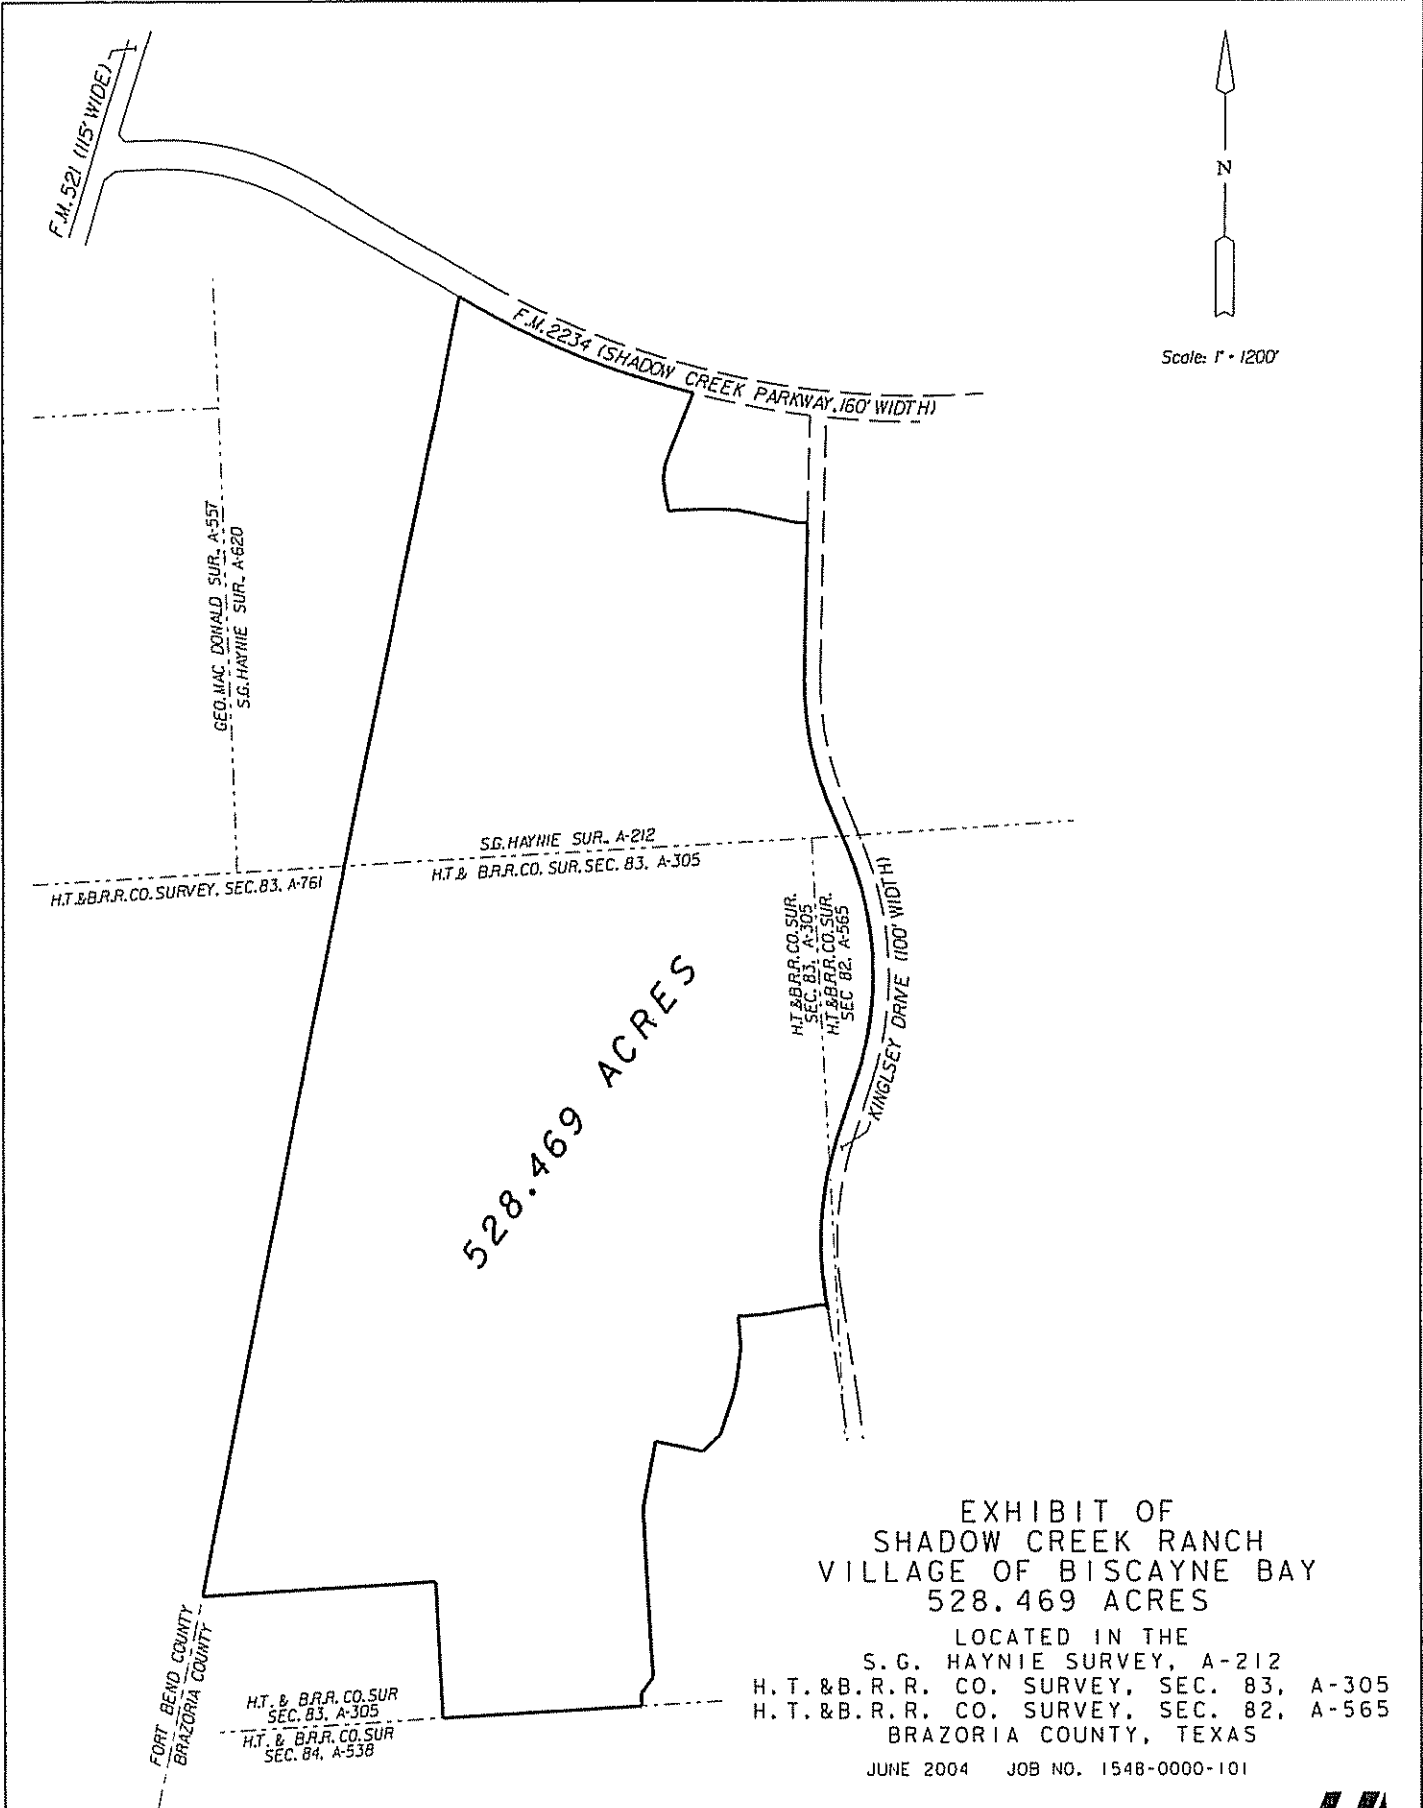 F.M. 521 (115' WIDE)
N
Scale: 1" = 1200'
F.M. 2234 (SHADOW CREEK PARKWAY, 160' WIDTH)
GEO. MAC DONALD SUR., A-557
S.G. HAYNIE SUR., A-620
S.G. HAYNIE SUR., A-212
H.T.& B.R.R. CO. SUR. SEC. 83, A-305
H.T.&B.R.R. CO. SURVEY, SEC. 83, A-761
H.T.&B.R.R. CO. SUR.
SEC. 83, A-305
H.T.&B.R.R. CO. SUR.
SEC 82, A-565
KINGLSEY DRIVE (100' WIDTH)
528.469 ACRES
FORT BEND COUNTY
BRAZORIA COUNTY
H.T. & B.R.R. CO. SUR
SEC. 83, A-305
H.T. & B.R.R. CO. SUR
SEC. 84, A-538
EXHIBIT OF
SHADOW CREEK RANCH
VILLAGE OF BISCAYNE BAY
528.469 ACRES
LOCATED IN THE
S.G. HAYNIE SURVEY, A-212
H.T.&B.R.R. CO. SURVEY, SEC. 83, A-305
H.T.&B.R.R. CO. SURVEY, SEC. 82, A-565
BRAZORIA COUNTY, TEXAS
JUNE 2004 JOB NO. 1548-0000-101